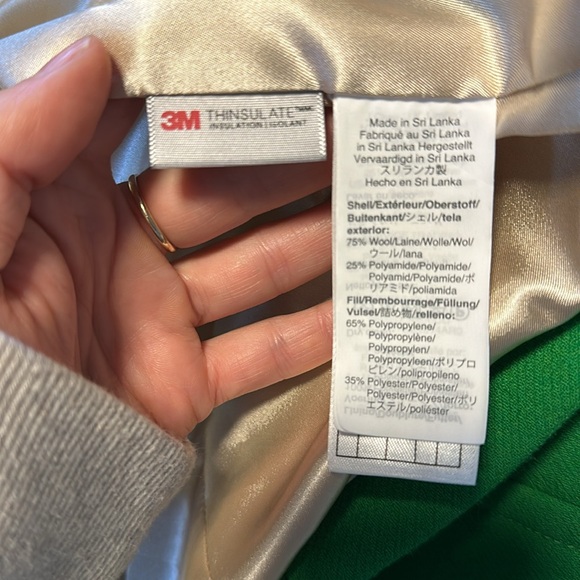 3M THINSULATE™
INSULATION | ISOLANT
Made in Sri Lanka
Fabriqué au Sri Lanka
in Sri Lanka Hergestellt
Vervaardigd in Sri Lanka
スリランカ製
Hecho en Sri Lanka
Shell/Extérieur/Oberstoff/
Buitenkant/シェル/tela
exterior:
75% Wool/Laine/Wolle/Wol/
ウール/lana
25% Polyamide/Polyamide/
Polyamid/Polyamide/ポ
リアミド/poliamida
Fill/Rembourrage/Füllung/
Vulsel/詰め物/relleno:
65% Polypropylene/
Polypropylène/
Polypropylen/
Polypropyleen/ポリプロ
ピレン/polipropileno
35% Polyester/Polyester/
Polyester/Polyester/ポリ
エステル/poliéster